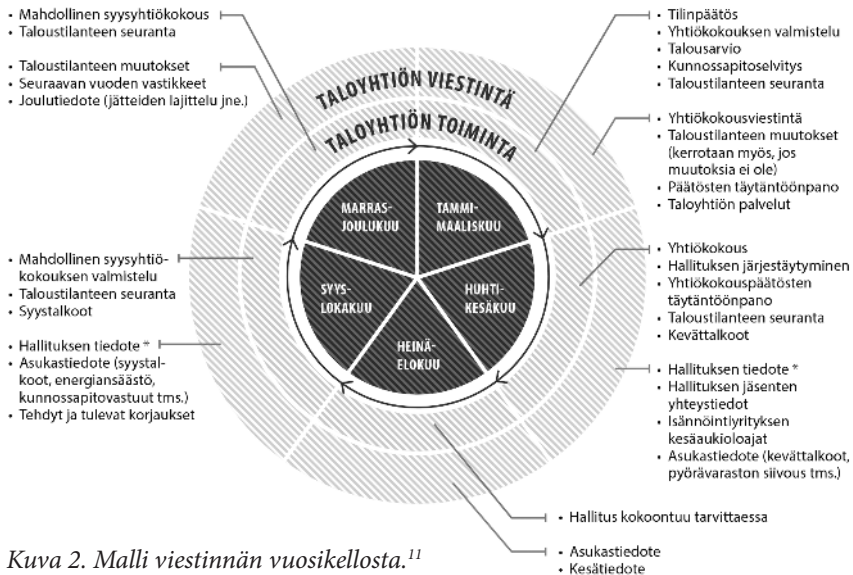 • Mahdollinen syysyhtiökokous
• Taloustilanteen seuranta
• Taloustilanteen muutokset
• Seuraavan vuoden vastikkeet
• Joulutiedote (jätteiden lajittelu jne.)
TALOYHTIÖN VIESTINTÄ
TALOYHTIÖN TOIMINTA
• Tilinpäätös
• Yhtiökokouksen valmistelu
• Talousarvio
• Kunnossapitoselvitys
• Taloustilanteen seuranta
• Yhtiökokousviestintä
• Taloustilanteen muutokset
(kerrotaan myös, jos
muutoksia ei ole)
• Päätösten täytäntöönpano
• Taloyhtiön palvelut
MARRAS-
JOULUKUU
TAMMI-
MAALISKUU
SYYS-
LOKAKUU
HUHTI-
KESÄKUU
HEINÄ-
ELOKUU
• Mahdollinen syysyhtiö-
kokouksen valmistelu
• Taloustilanteen seuranta
• Syystalkoot
• Hallituksen tiedote *
• Asukastiedote (systal-
koot, energiansäästö,
kunnossapitovastuut tms.)
• Tehdyt ja tulevat korjaukset
• Yhtiökokous
• Hallituksen järjestäytyminen
• Yhtiökokouspäätösten
täytäntöönpano
• Taloustilanteen seuranta
• Kevättalkoot
• Hallituksen tiedote *
• Hallituksen jäsenten
yhteystiedot
• Isännöintiyrityksen
kesäaukioloajat
• Asukastiedote (kevättalkoot,
pyörävaraston siivous tms.)
• Hallitus kokoontuu tarvittaessa
• Asukastiedote
• Kesätiedote
Kuva 2. Malli viestinnän vuosikellosta.¹¹